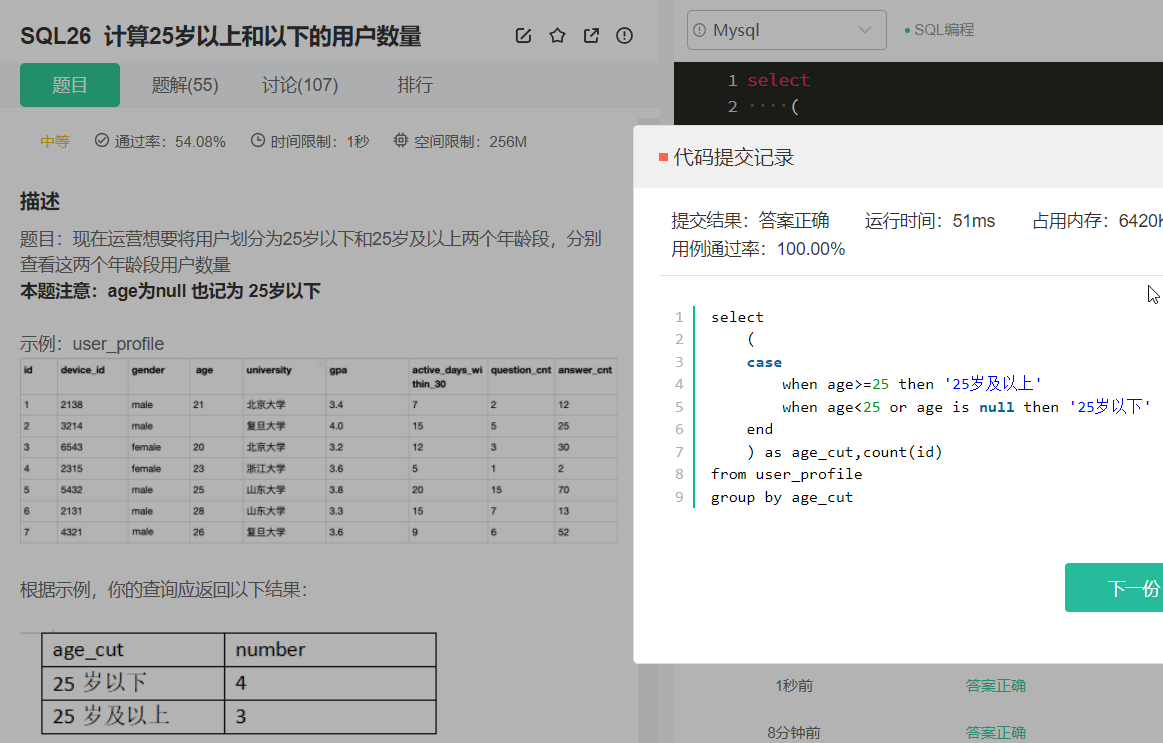 SQL26 计算25岁以上和以下的用户数量
题目 题解(55) 讨论(107) 排行
中等 通过率：54.08% 时间限制：1秒 空间限制：256M
描述
题目：现在运营想要将用户划分为25岁以下和25岁及以上两个年龄段，分别
查看这两个年龄段用户数量
本题注意：age为null 也记为 25岁以下
示例：user_profile
id device_id gender age university gpa active_days_wi question_cnt answer_cnt
thin_30
1 2138 male 21 北京大学 3.4 7 2 12
2 3214 male 复旦大学 4.0 15 5 25
3 6543 female 20 北京大学 3.2 12 3 30
4 2315 female 23 浙江大学 3.6 5 1 2
5 5432 male 25 山东大学 3.8 20 15 70
6 2131 male 28 山东大学 3.3 15 7 13
7 4321 male 26 复旦大学 3.6 9 6 52
根据示例，你的查询应返回以下结果：
age_cut number
25 岁以下 4
25 岁及以上 3
Mysql SQL编程
1 select
2 ····(
代码提交记录
提交结果：答案正确 运行时间：51ms 占用内存：6420K
用例通过率：100.00%
1 select
2 (
3 case
4 when age>=25 then '25岁及以上'
5 when age<25 or age is null then '25岁以下'
6 end
7 ) as age_cut,count(id)
8 from user_profile
9 group by age_cut
下一份
1秒前 答案正确
8分钟前 答案正确